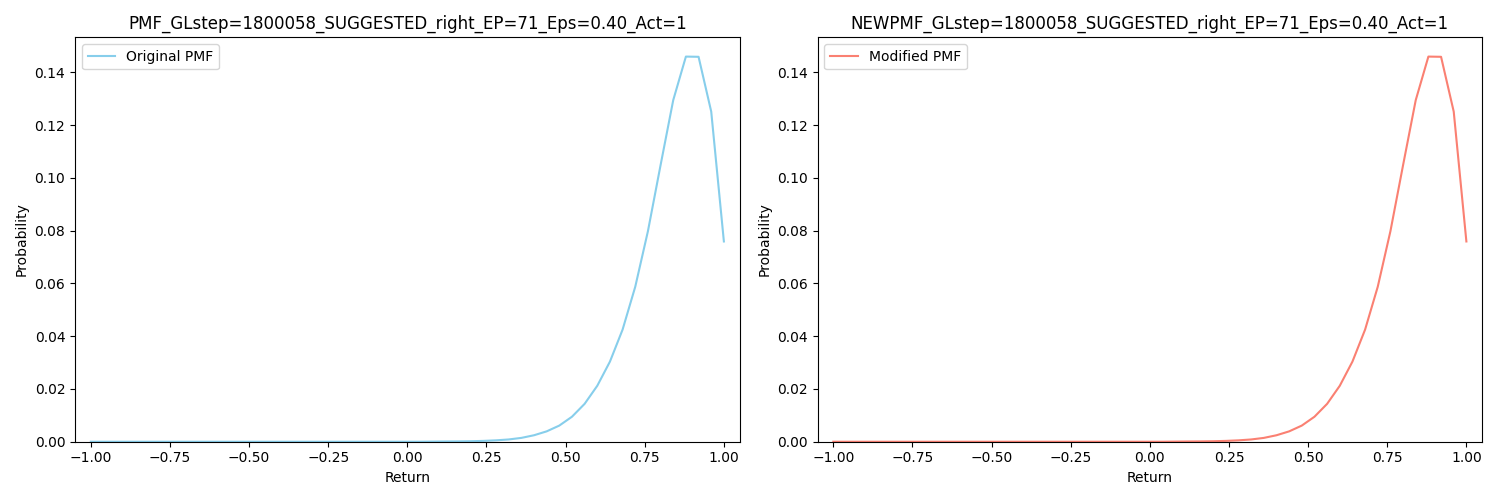 PMF_GLstep=1800058_SUGGESTED_right_EP=71_Eps=0.40_Act=1
Original PMF
Probability
0.14
0.12
0.10
0.08
0.06
0.04
0.02
0.00
−1.00 −0.75 −0.50 −0.25 0.00 0.25 0.50 0.75 1.00
Return
NEWPMF_GLstep=1800058_SUGGESTED_right_EP=71_Eps=0.40_Act=1
Modified PMF
Probability
0.14
0.12
0.10
0.08
0.06
0.04
0.02
0.00
−1.00 −0.75 −0.50 −0.25 0.00 0.25 0.50 0.75 1.00
Return